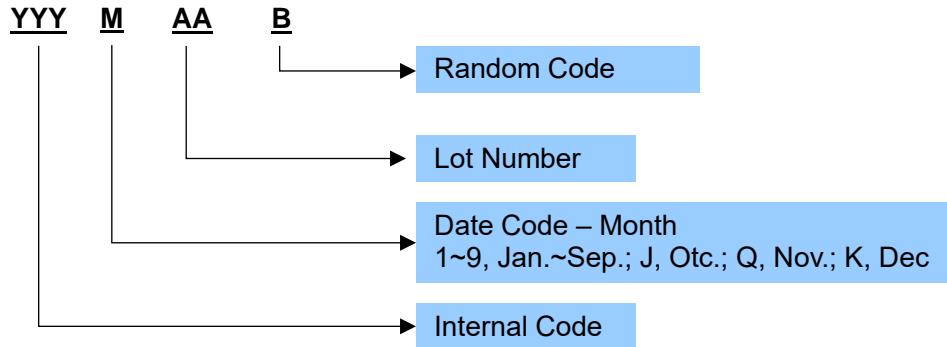 YYY M AA B
Random Code
Lot Number
Date Code – Month
1~9, Jan.~Sep.; J, Otc.; Q, Nov.; K, Dec
Internal Code